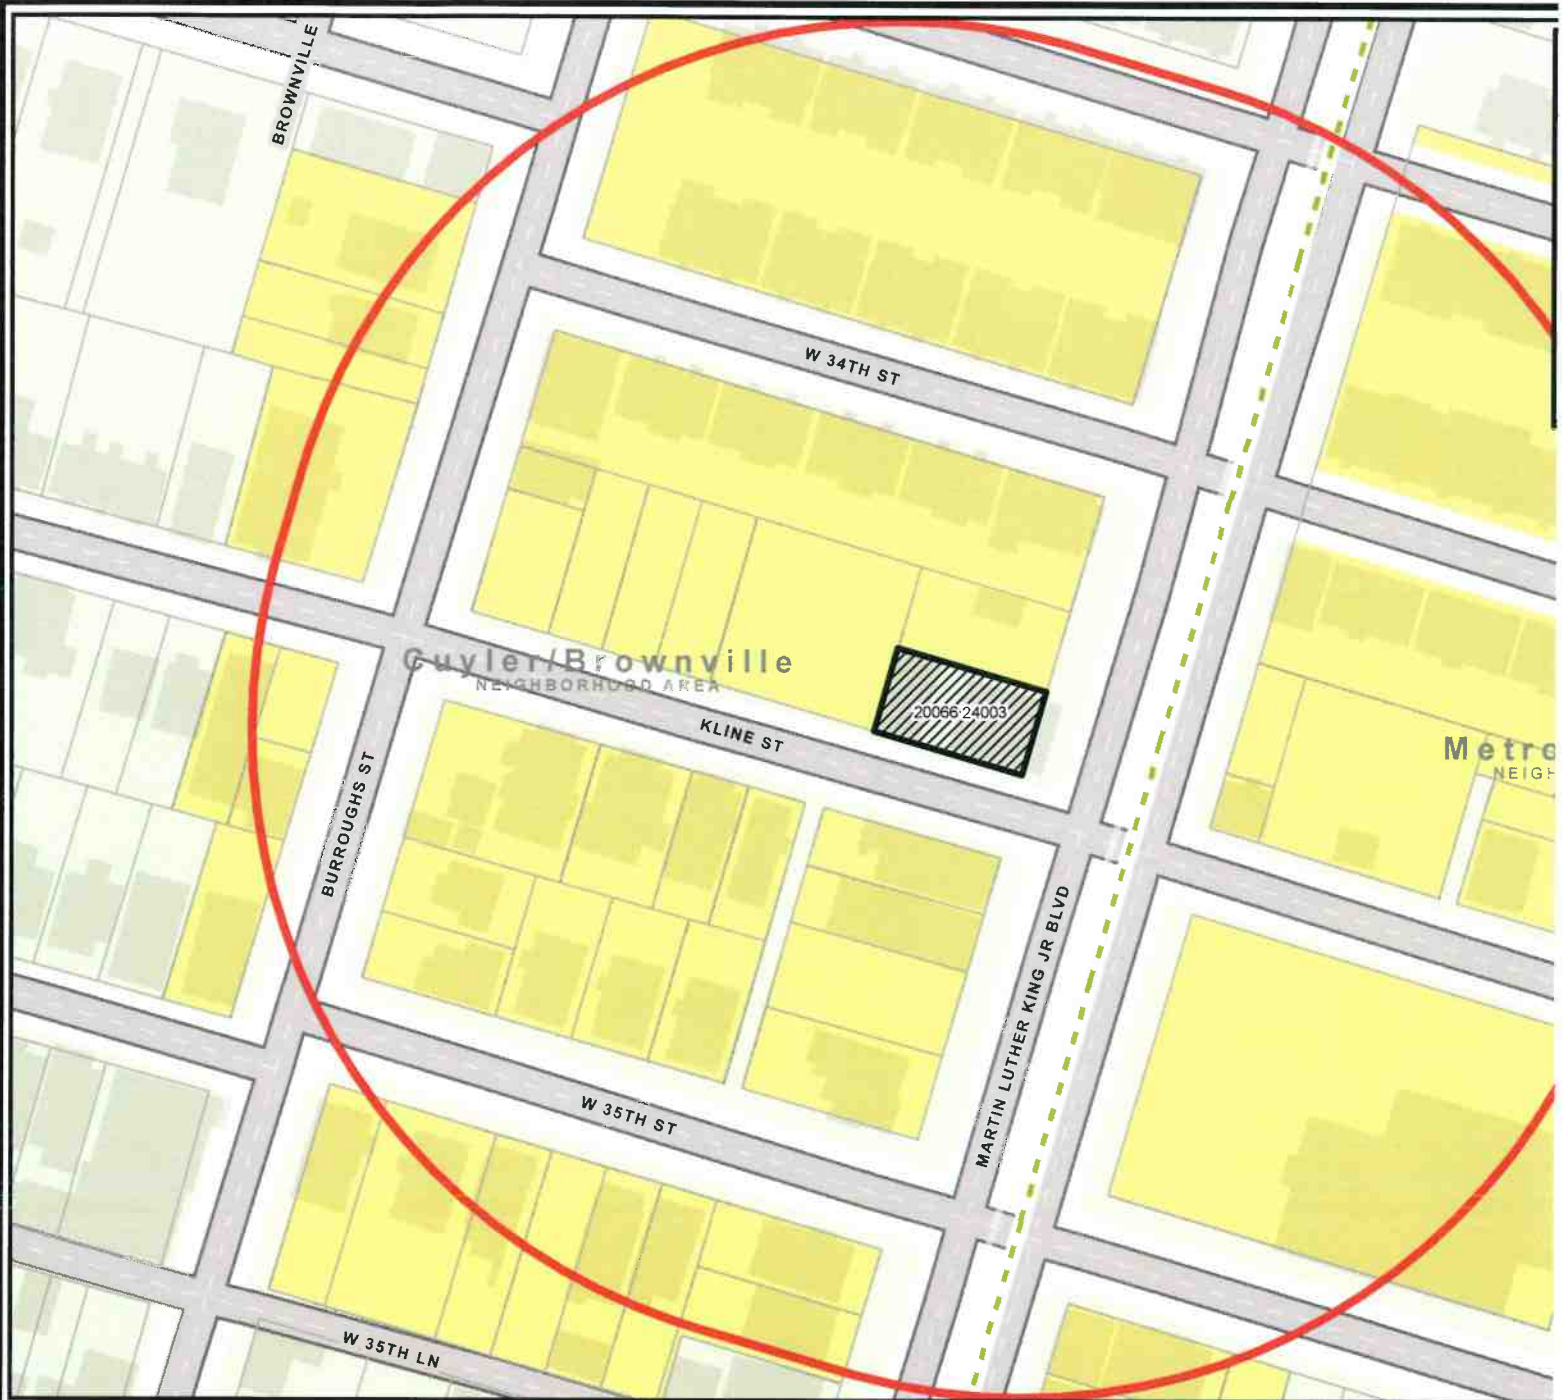 BROWNVILLE
W 34TH ST
Cuyler/Brownville
NEIGHBORHOOD AREA
20066 24003
KLINE ST
Metro
NEIGH
BURROUGHS ST
MARTIN LUTHER KING JR BLVD
W 35TH ST
W 35TH LN